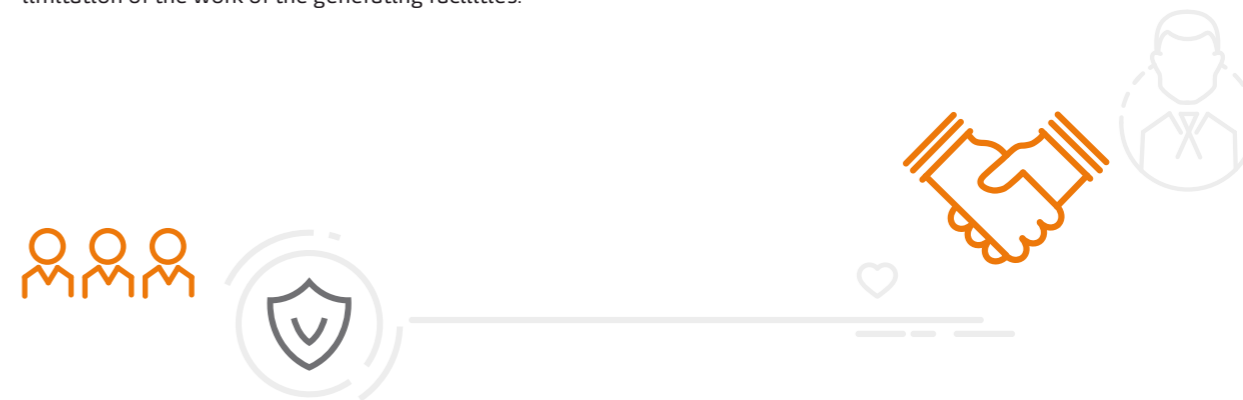 limitation of the work of the generating facilities.